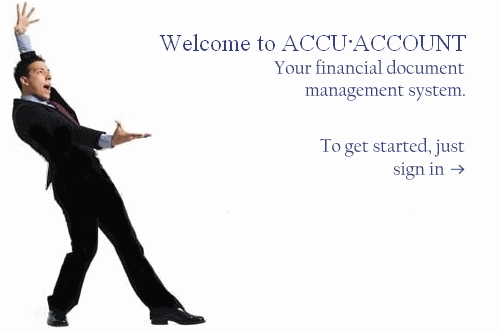 Welcome to ACCU·ACCOUNT
Your financial document
management system.
To get started, just
sign in →